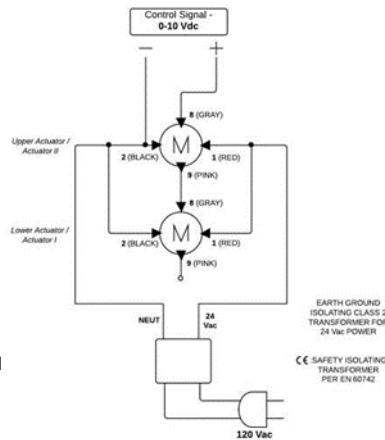 Control Signal -
0-10 Vdc
8 (GRAY)
Upper Actuator /
Actuator II
2 (BLACK)
M
1 (RED)
9 (PINK)
8 (GRAY)
Lower Actuator /
Actuator I
2 (BLACK)
M
1 (RED)
9 (PINK)
NEUT
24
Vac
EARTH GROUND
ISOLATING CLASS 2
TRANSFORMER FOR
24 Vac POWER
CE SAFETY ISOLATING
TRANSFORMER
PER EN 60742
120 Vac